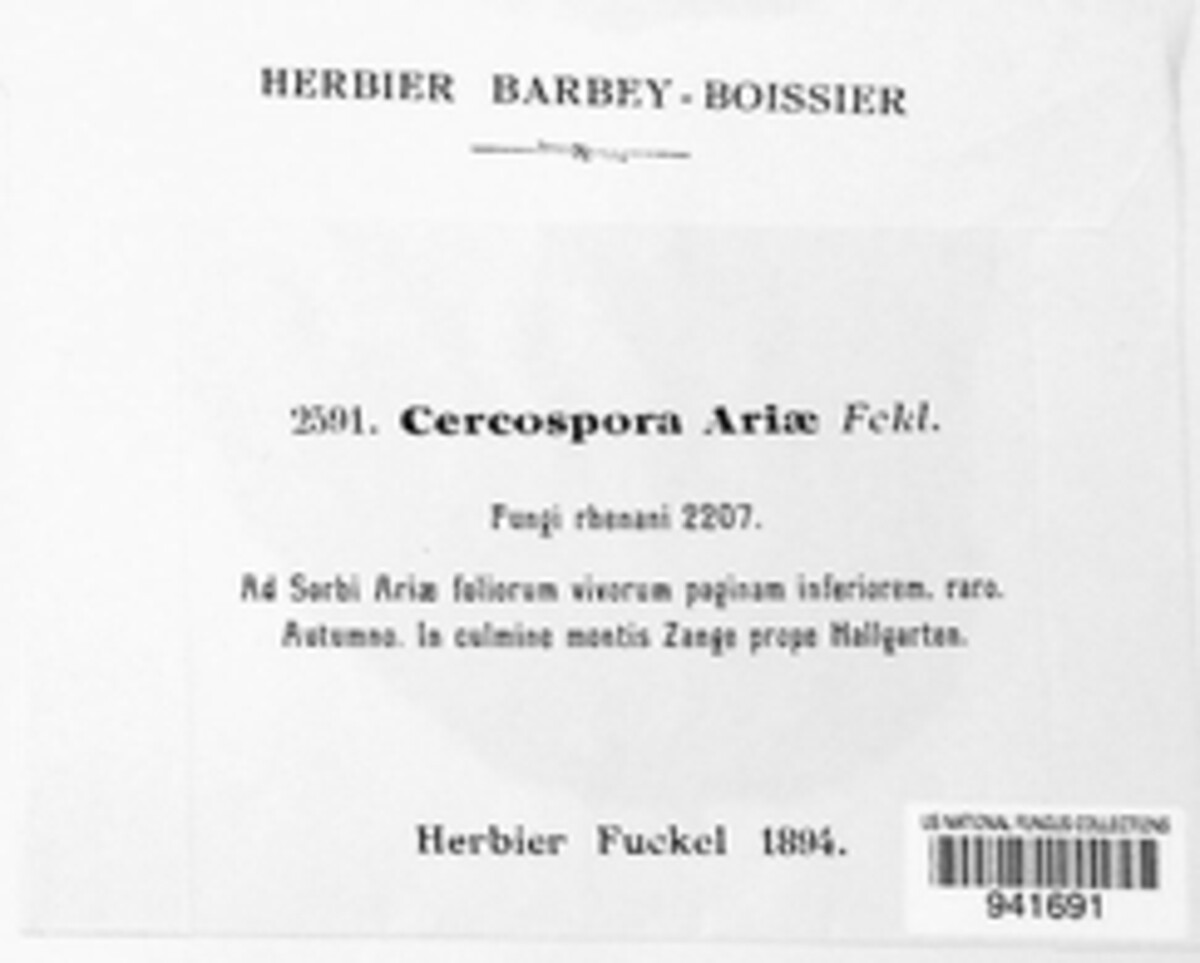 HERBIER BARBEY-BOISSIER
2591. Cercospora Ariæ Fckl.
Fungi rhenani 2207.
Ad Sorbi Ariæ foliorum vivorum paginam inferiorem, raro.
Autumno. In culmine montis Zange prope Hallgarten.
Herbier Fuckel 1894.
US NATIONAL FUNGUS COLLECTIONS
941691